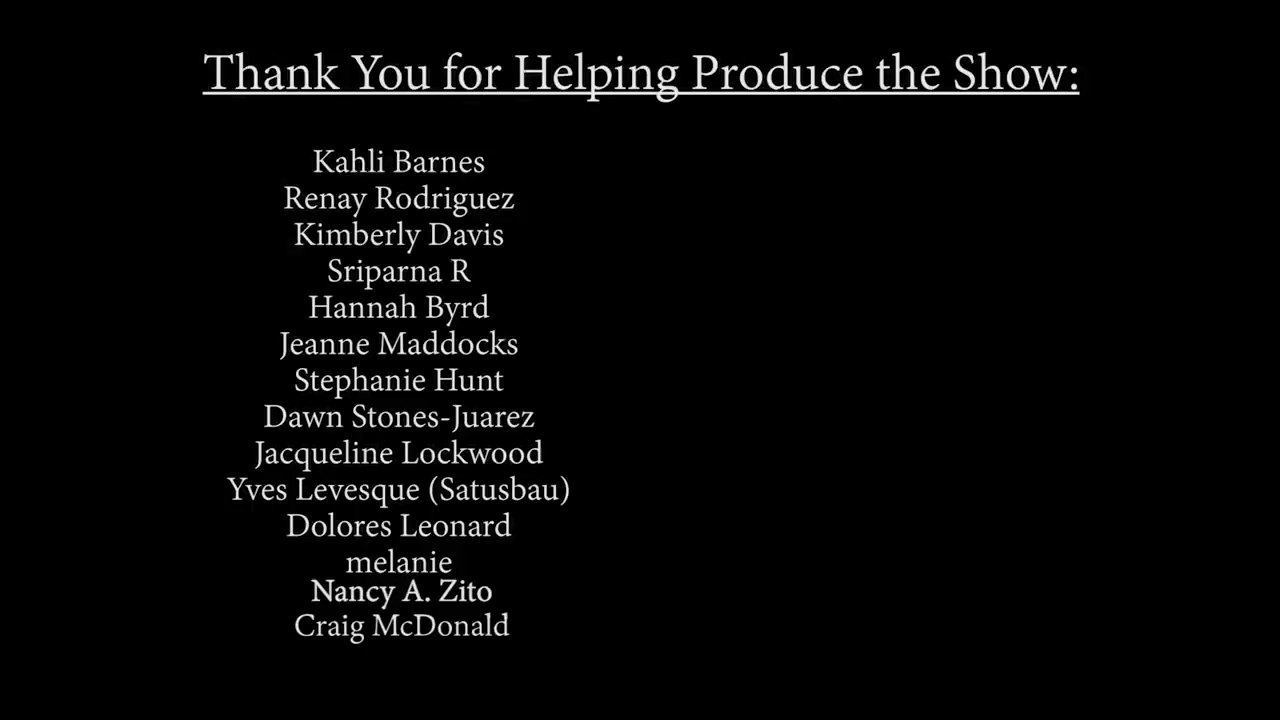 Thank You for Helping Produce the Show:
Kahli Barnes
Renay Rodriguez
Kimberly Davis
Sriparna R
Hannah Byrd
Jeanne Maddocks
Stephanie Hunt
Dawn Stones-Juarez
Jacqueline Lockwood
Yves Levesque (Satusbau)
Dolores Leonard
melanie
Nancy A. Zito
Craig McDonald